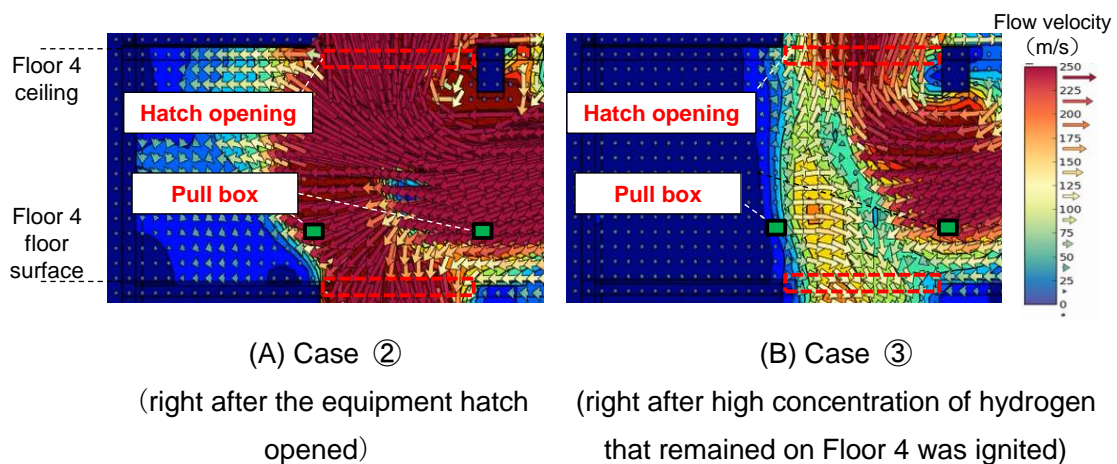 Flow velocity
（m/s）
Floor 4
ceiling
Hatch opening
Pull box
Floor 4
floor
surface
Hatch opening
Pull box
250
225
200
175
150
125
100
75
50
25
0
(A) Case ②
（right after the equipment hatch
opened）
(B) Case ③
(right after high concentration of hydrogen
that remained on Floor 4 was ignited)